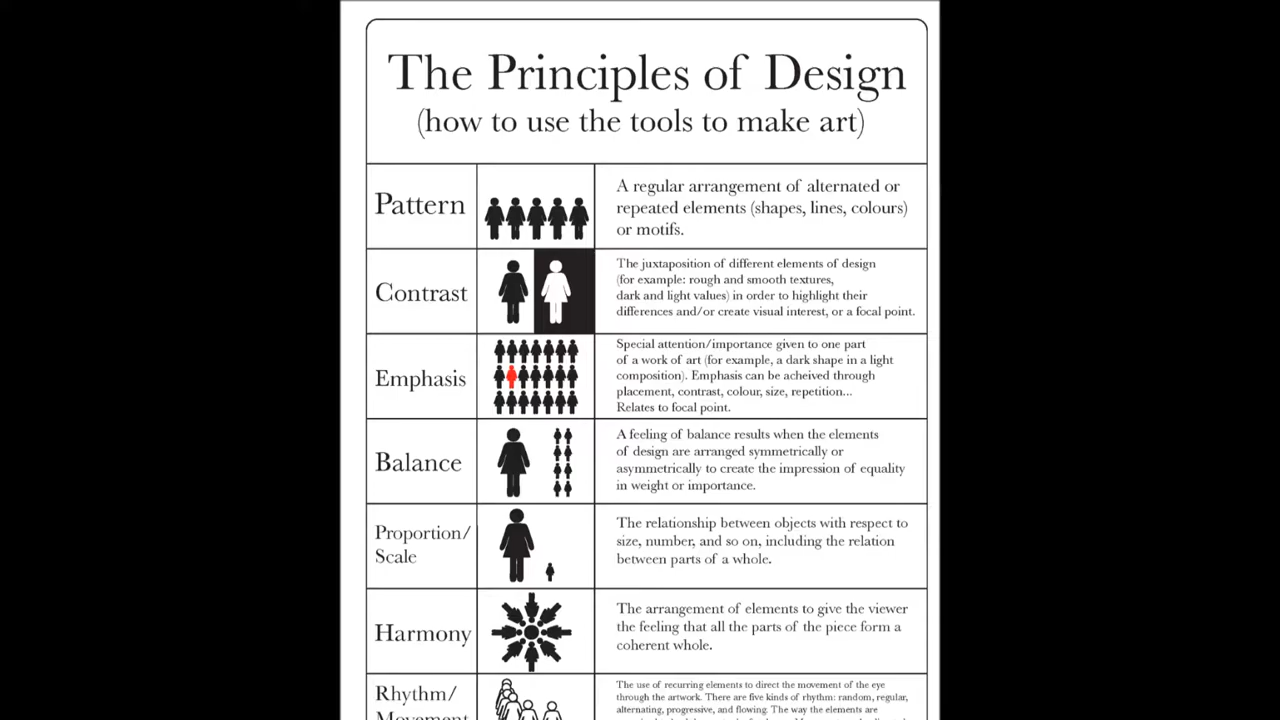 The Principles of Design
(how to use the tools to make art)
Pattern
A regular arrangement of alternated or
repeated elements (shapes, lines, colours)
or motifs.
Contrast
The juxtaposition of different elements of design
(for example: rough and smooth textures,
dark and light values) in order to highlight their
differences and/or create visual interest, or a focal point.
Emphasis
Special attention/importance given to one part
of a work of art (for example, a dark shape in a light
composition). Emphasis can be acheived through
placement, contrast, colour, size, repetition...
Relates to focal point.
Balance
A feeling of balance results when the elements
of design are arranged symmetrically or
asymmetrically to create the impression of equality
in weight or importance.
Proportion/
Scale
The relationship between objects with respect to
size, number, and so on, including the relation
between parts of a whole.
Harmony
The arrangement of elements to give the viewer
the feeling that all the parts of the piece form a
coherent whole.
Rhythm/
Movement
The use of recurring elements to direct the movement of the eye
through the artwork. There are five kinds of rhythm: random, regular,
alternating, progressive, and flowing. The way the elements are